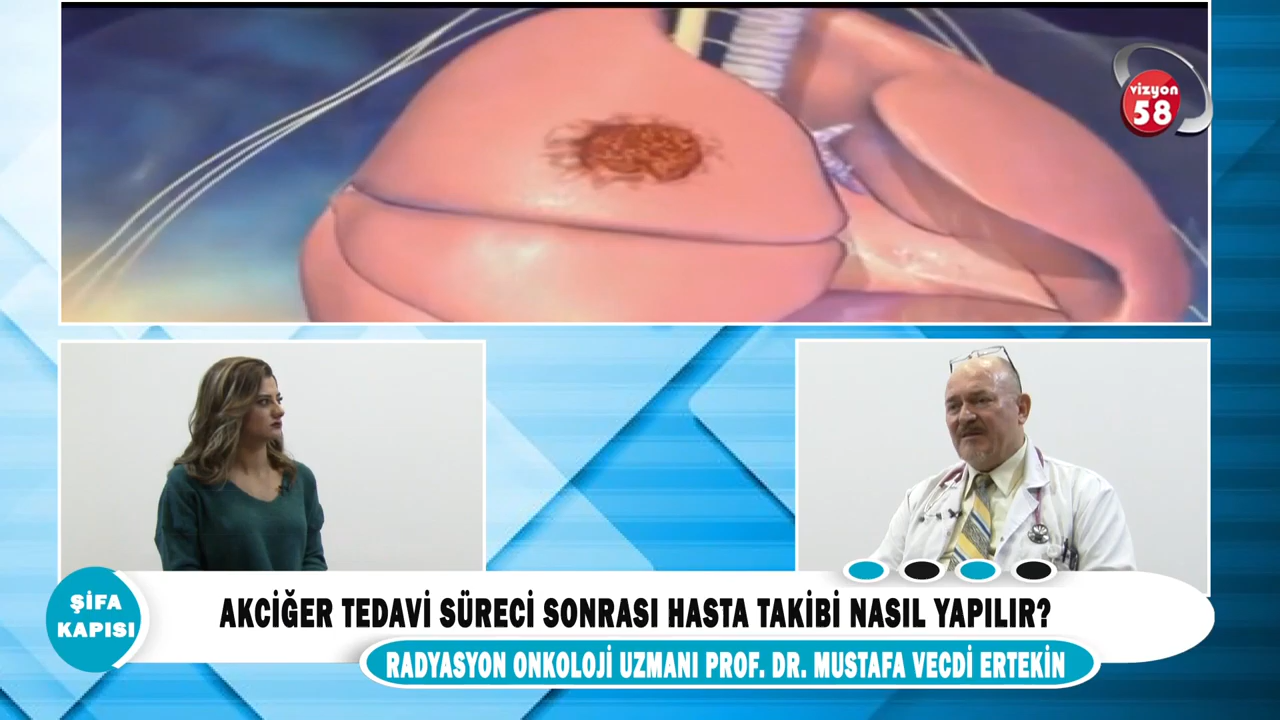 vizyon
58
ŞİFA
KAPISI
AKCİĞER TEDAVİ SÜRECİ SONRASI HASTA TAKİBİ NASIL YAPILIR?
RADYASYON ONKOLOJİ UZMANI PROF. DR. MUSTAFA VECDİ ERTEKİN